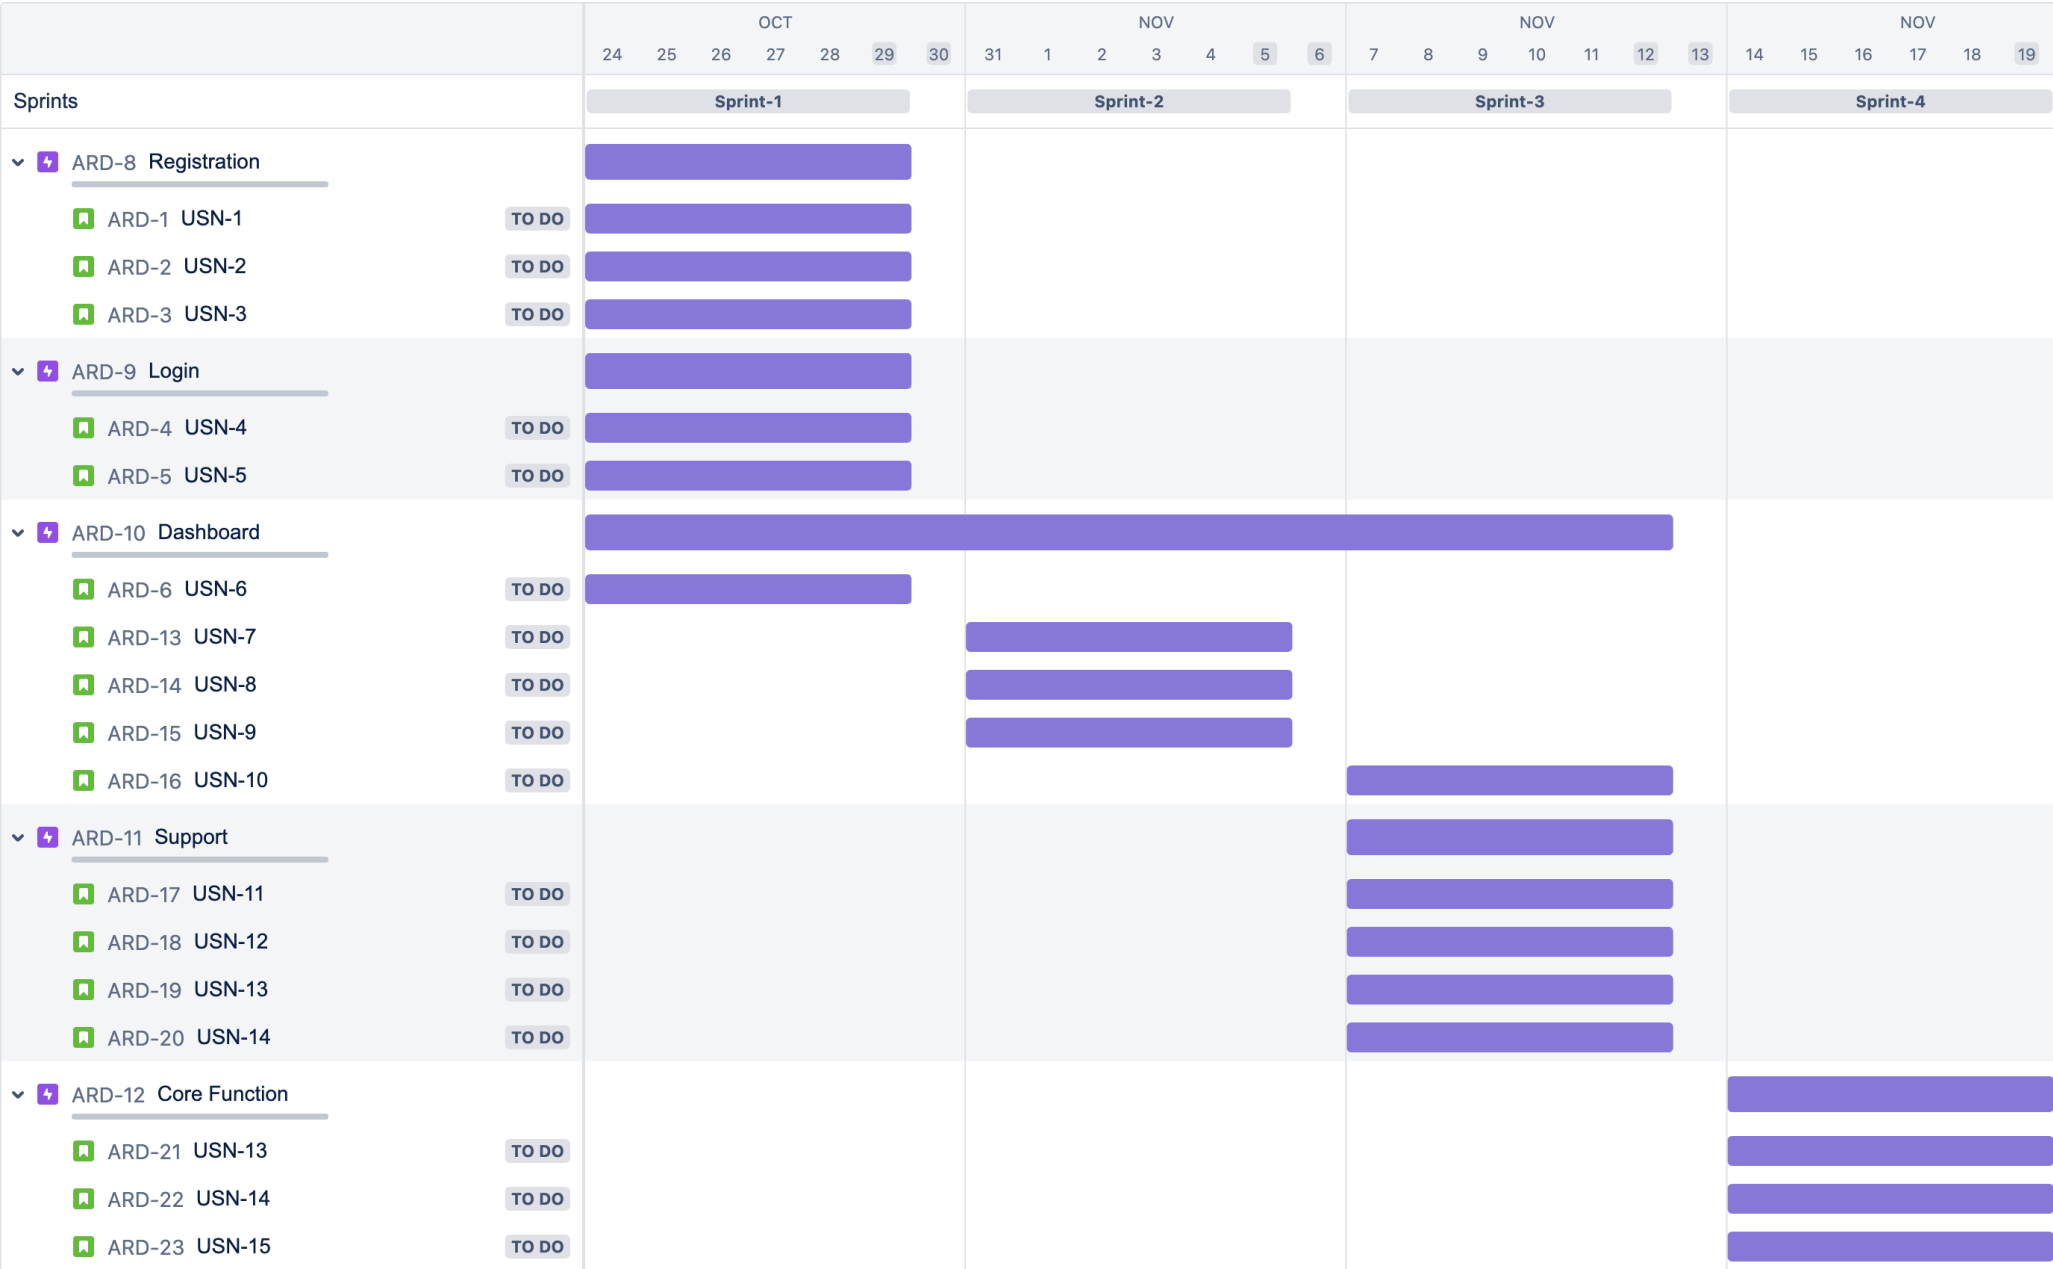 OCT NOV NOV NOV
24 25 26 27 28 29 30 31 1 2 3 4 5 6 7 8 9 10 11 12 13 14 15 16 17 18 19
Sprints Sprint-1 Sprint-2 Sprint-3 Sprint-4
ARD-8 Registration
ARD-1 USN-1 TO DO
ARD-2 USN-2 TO DO
ARD-3 USN-3 TO DO
ARD-9 Login
ARD-4 USN-4 TO DO
ARD-5 USN-5 TO DO
ARD-10 Dashboard
ARD-6 USN-6 TO DO
ARD-13 USN-7 TO DO
ARD-14 USN-8 TO DO
ARD-15 USN-9 TO DO
ARD-16 USN-10 TO DO
ARD-11 Support
ARD-17 USN-11 TO DO
ARD-18 USN-12 TO DO
ARD-19 USN-13 TO DO
ARD-20 USN-14 TO DO
ARD-12 Core Function
ARD-21 USN-13 TO DO
ARD-22 USN-14 TO DO
ARD-23 USN-15 TO DO